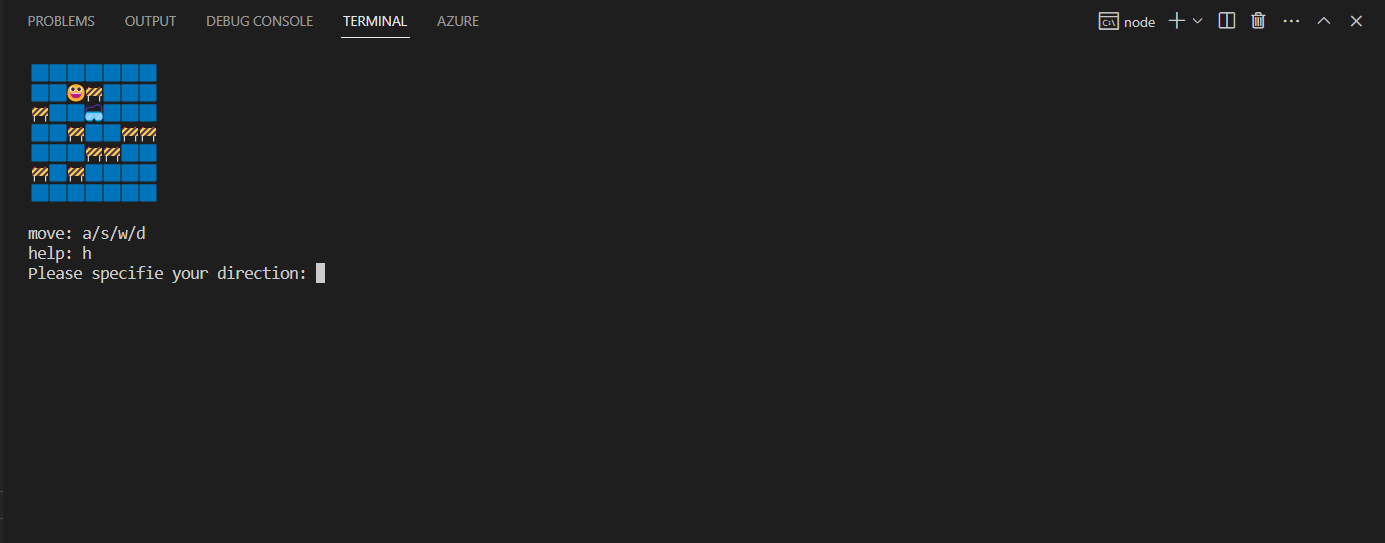 PROBLEMS OUTPUT DEBUG CONSOLE TERMINAL AZURE node
move: a/s/w/d
help: h
Please specifie your direction: